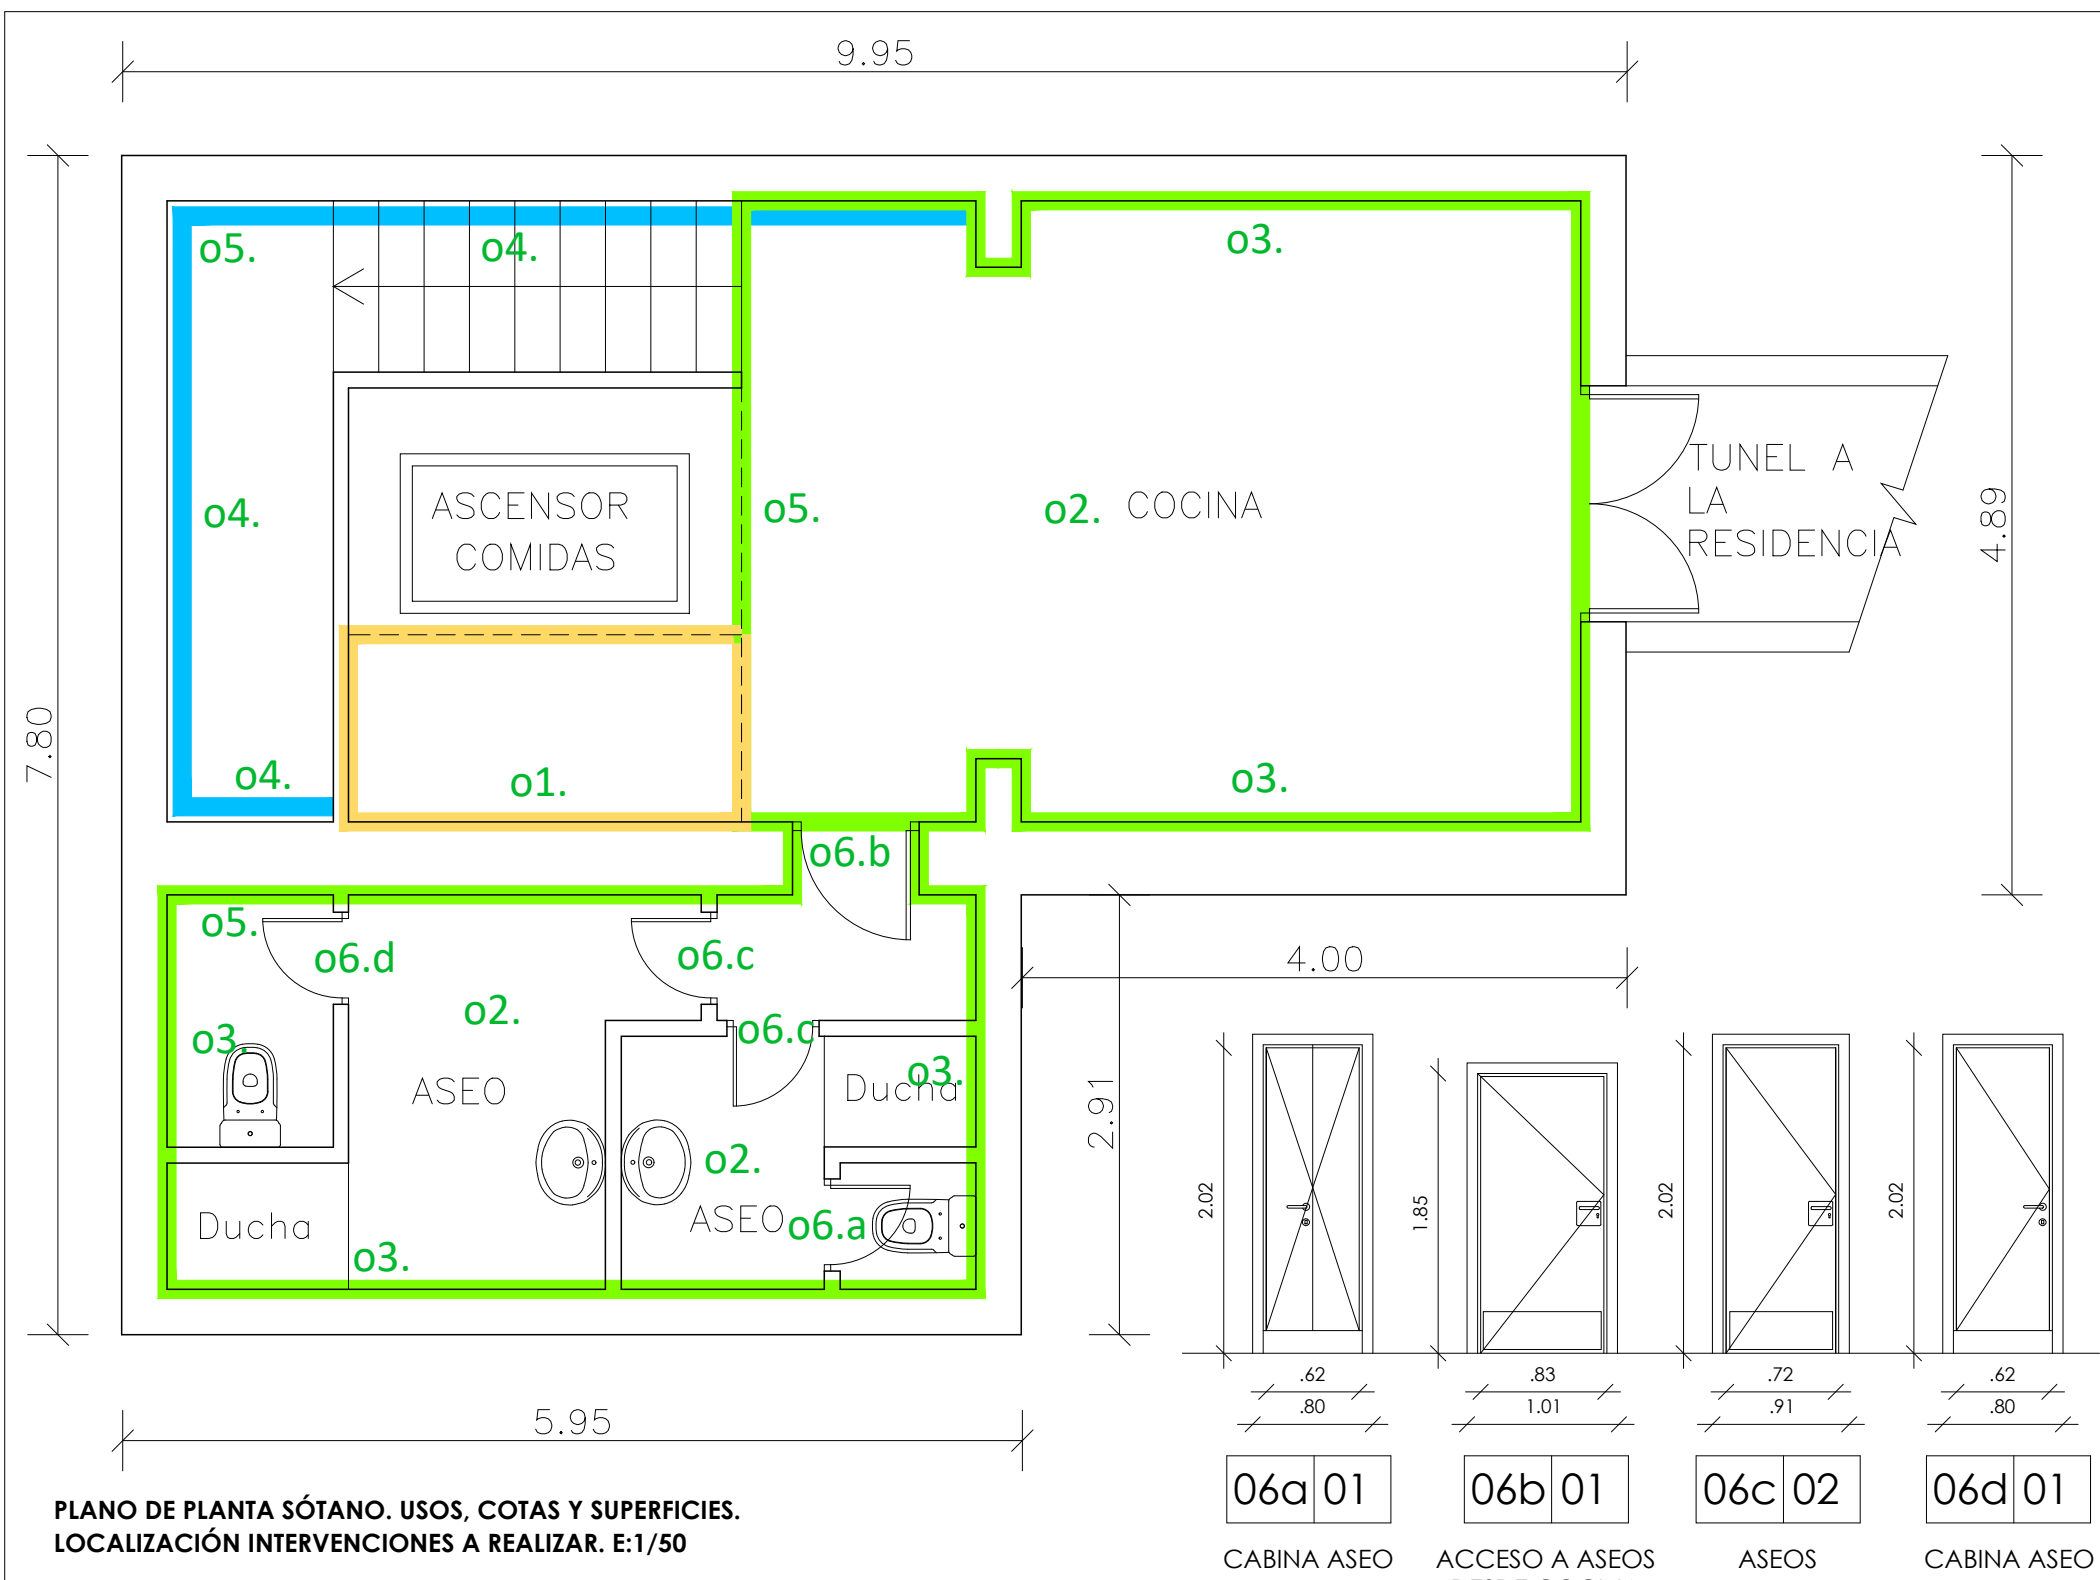 9.95
o5.
o4.
o3.
TUNEL A
LA
RESIDENCIA
ASCENSOR
COMIDAS
o4.
o5.
o2.
COCINA
4.89
7.80
o4.
o1.
o3.
o6.b
o5.
o6.d
o6.c
4.00
o2.
o3.
o6.c
ASEO
Ducha
o3.
2.91
o2.
ASEO
o6.a
Ducha
o3.
2.02
1.85
2.02
2.02
.62
.83
.72
.62
.80
1.01
.91
.80
5.95
06a 01
06b 01
06c 02
06d 01
CABINA ASEO
ACCESO A ASEOS
ASEOS
CABINA ASEO
PLANO DE PLANTA SÓTANO. USOS, COTAS Y SUPERFICIES.
LOCALIZACIÓN INTERVENCIONES A REALIZAR. E:1/50